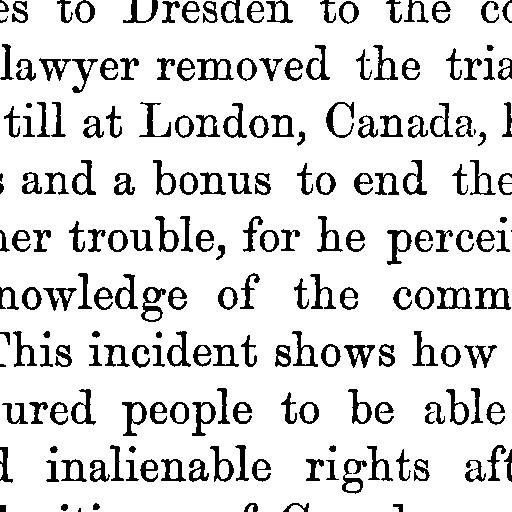 es to Dresden to the co
lawyer removed the tria
till at London, Canada,
s and a bonus to end the
her trouble, for he percei
nowledge of the comm
This incident shows how
ured people to be able
d inalienable rights aft